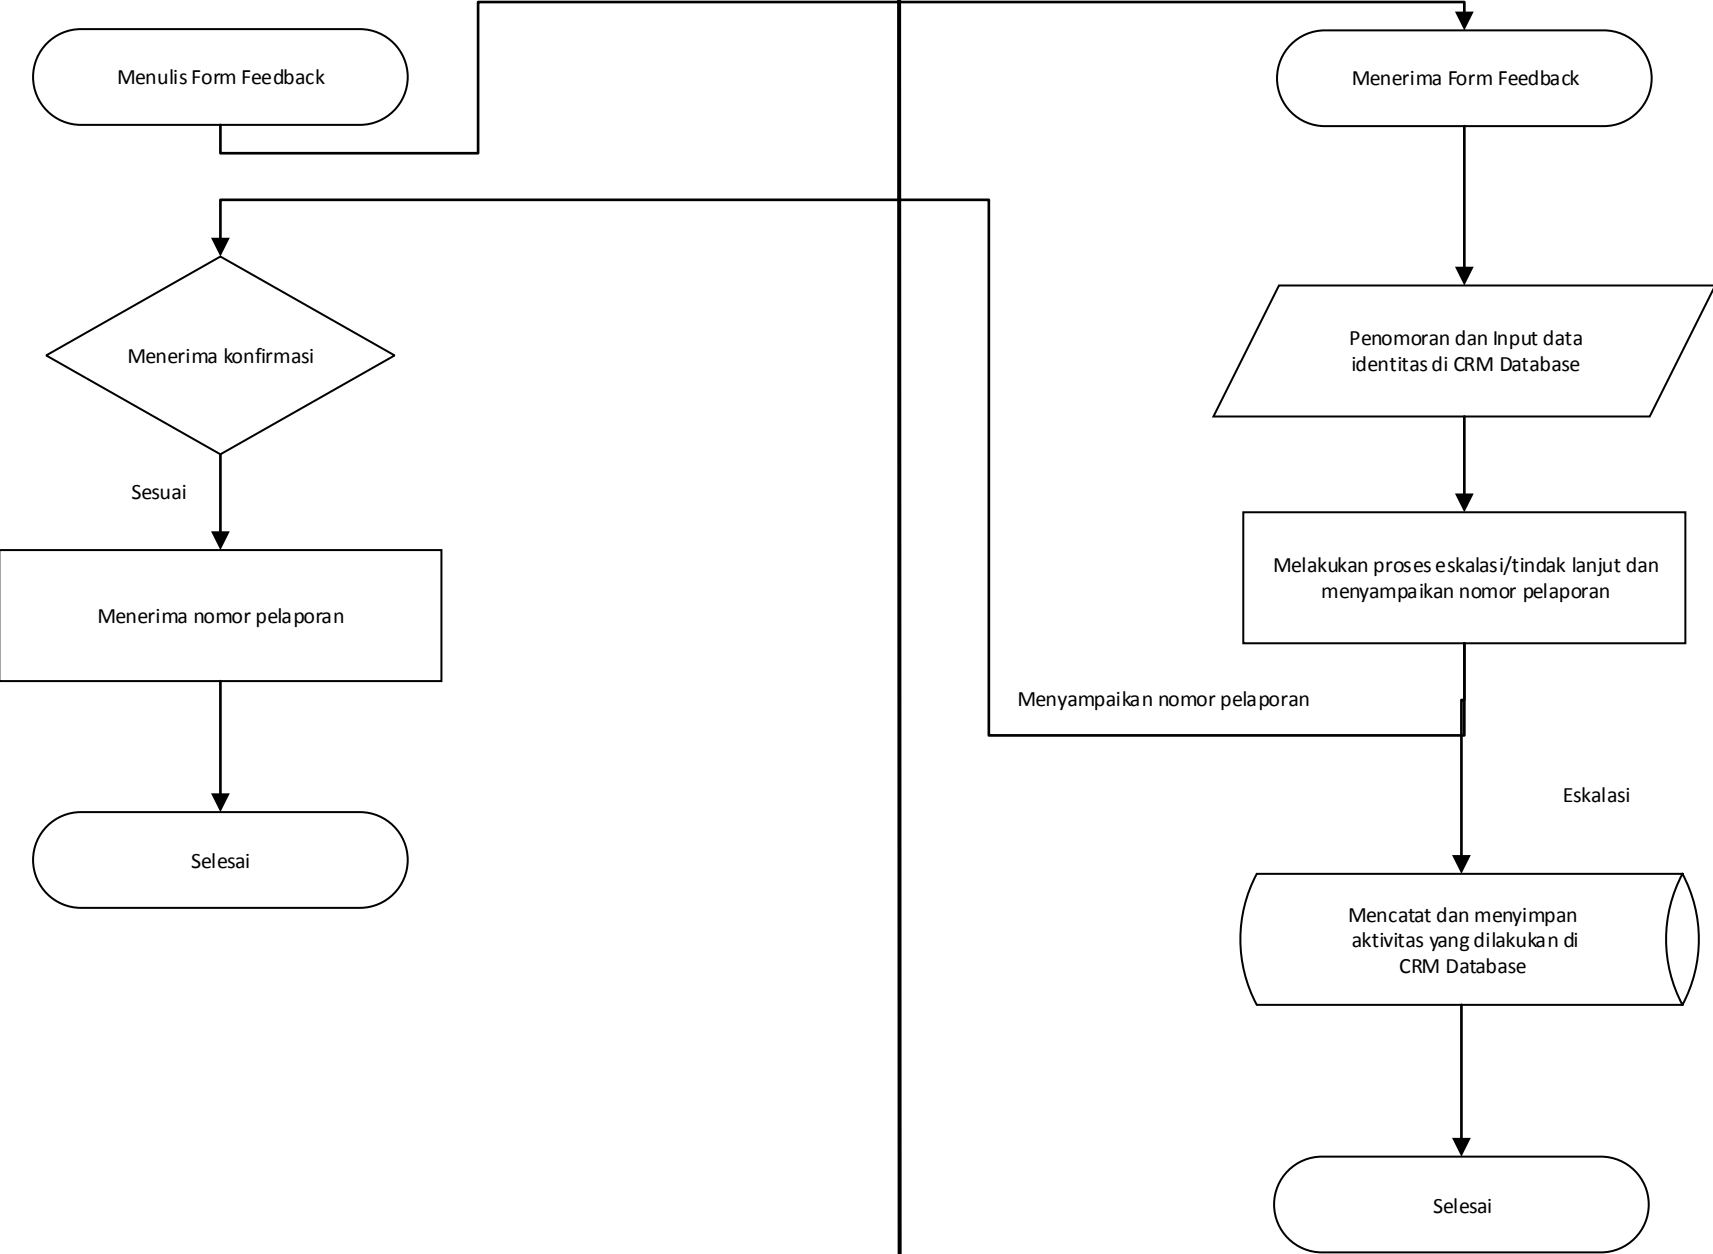 Menulis Form Feedback
Menerima konfirmasi
Sesuai
Menerima nomor pelaporan
Selesai
Menerima Form Feedback
Penomoran dan Input data
identitas di CRM Database
Melakukan proses eskalasi/tindak lanjut dan
menyampaikan nomor pelaporan
Menyampaikan nomor pelaporan
Eskalasi
Mencatat dan menyimpan
aktivitas yang dilakukan di
CRM Database
Selesai